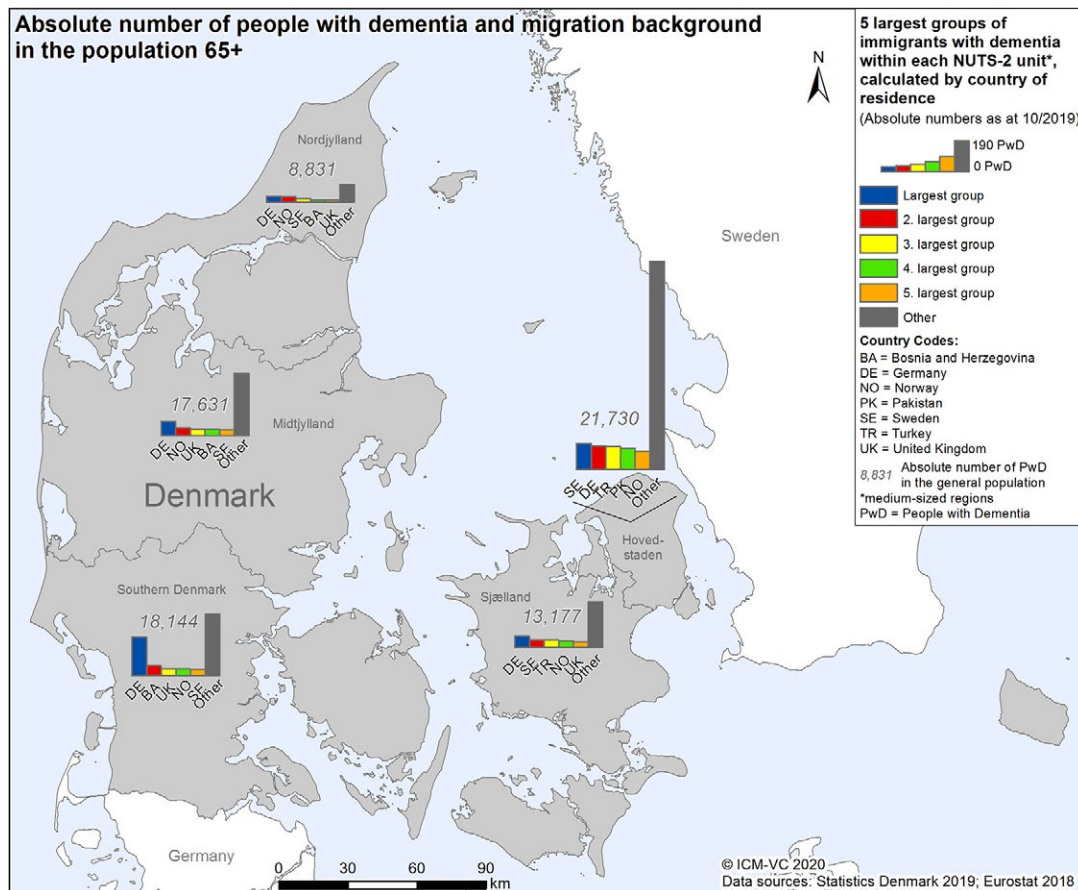 Absolute number of people with dementia and migration background
in the population 65+
N
5 largest groups of
immigrants with dementia
within each NUTS-2 unit*,
calculated by country of
residence
(Absolute numbers as at 10/2019)
190 PwD
0 PwD
Largest group
2. largest group
3. largest group
4. largest group
5. largest group
Other
Country Codes:
BA = Bosnia and Herzegovina
DE = Germany
NO = Norway
PK = Pakistan
SE = Sweden
TR = Turkey
UK = United Kingdom
8,831 Absolute number of PwD
in the general population
*medium-sized regions
PwD = People with Dementia
Nordjylland
8,831
DE NO SE BA UK Other
Sweden
17,631
Midtjylland
DE NO UK BA SE Other
21,730
SE DE TR PK NO Other
Denmark
Hoved-
staden
Southern Denmark
18,144
DE BA UK NO SE Other
Sjælland
13,177
DE SE TR NO UK Other
Germany
0 30 60 90
km
© ICM-VC 2020
Data sources: Statistics Denmark 2019; Eurostat 2018